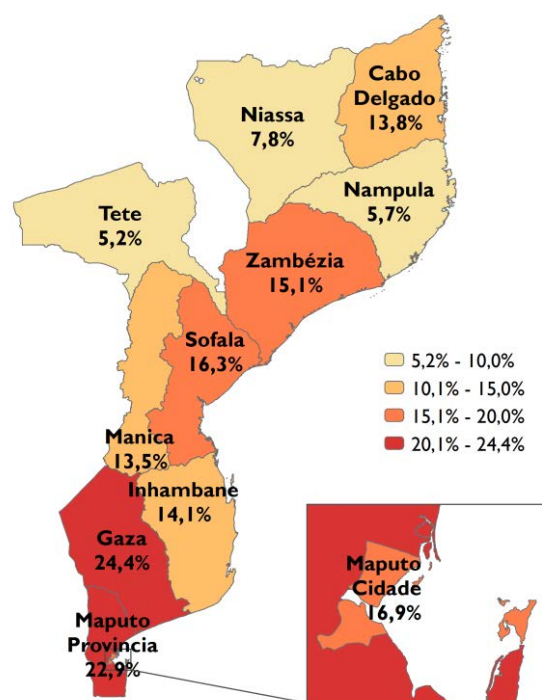 Cabo
Delgado
13,8%
Niassa
7,8%
Nampula
5,7%
Tete
5,2%
Zambézia
15,1%
Sofala
16,3%
5,2% - 10,0%
10,1% - 15,0%
15,1% - 20,0%
20,1% - 24,4%
Manica
13,5%
Inhambane
14,1%
Gaza
24,4%
Maputo
Provincia
22,9%
Maputo
Cidade
16,9%